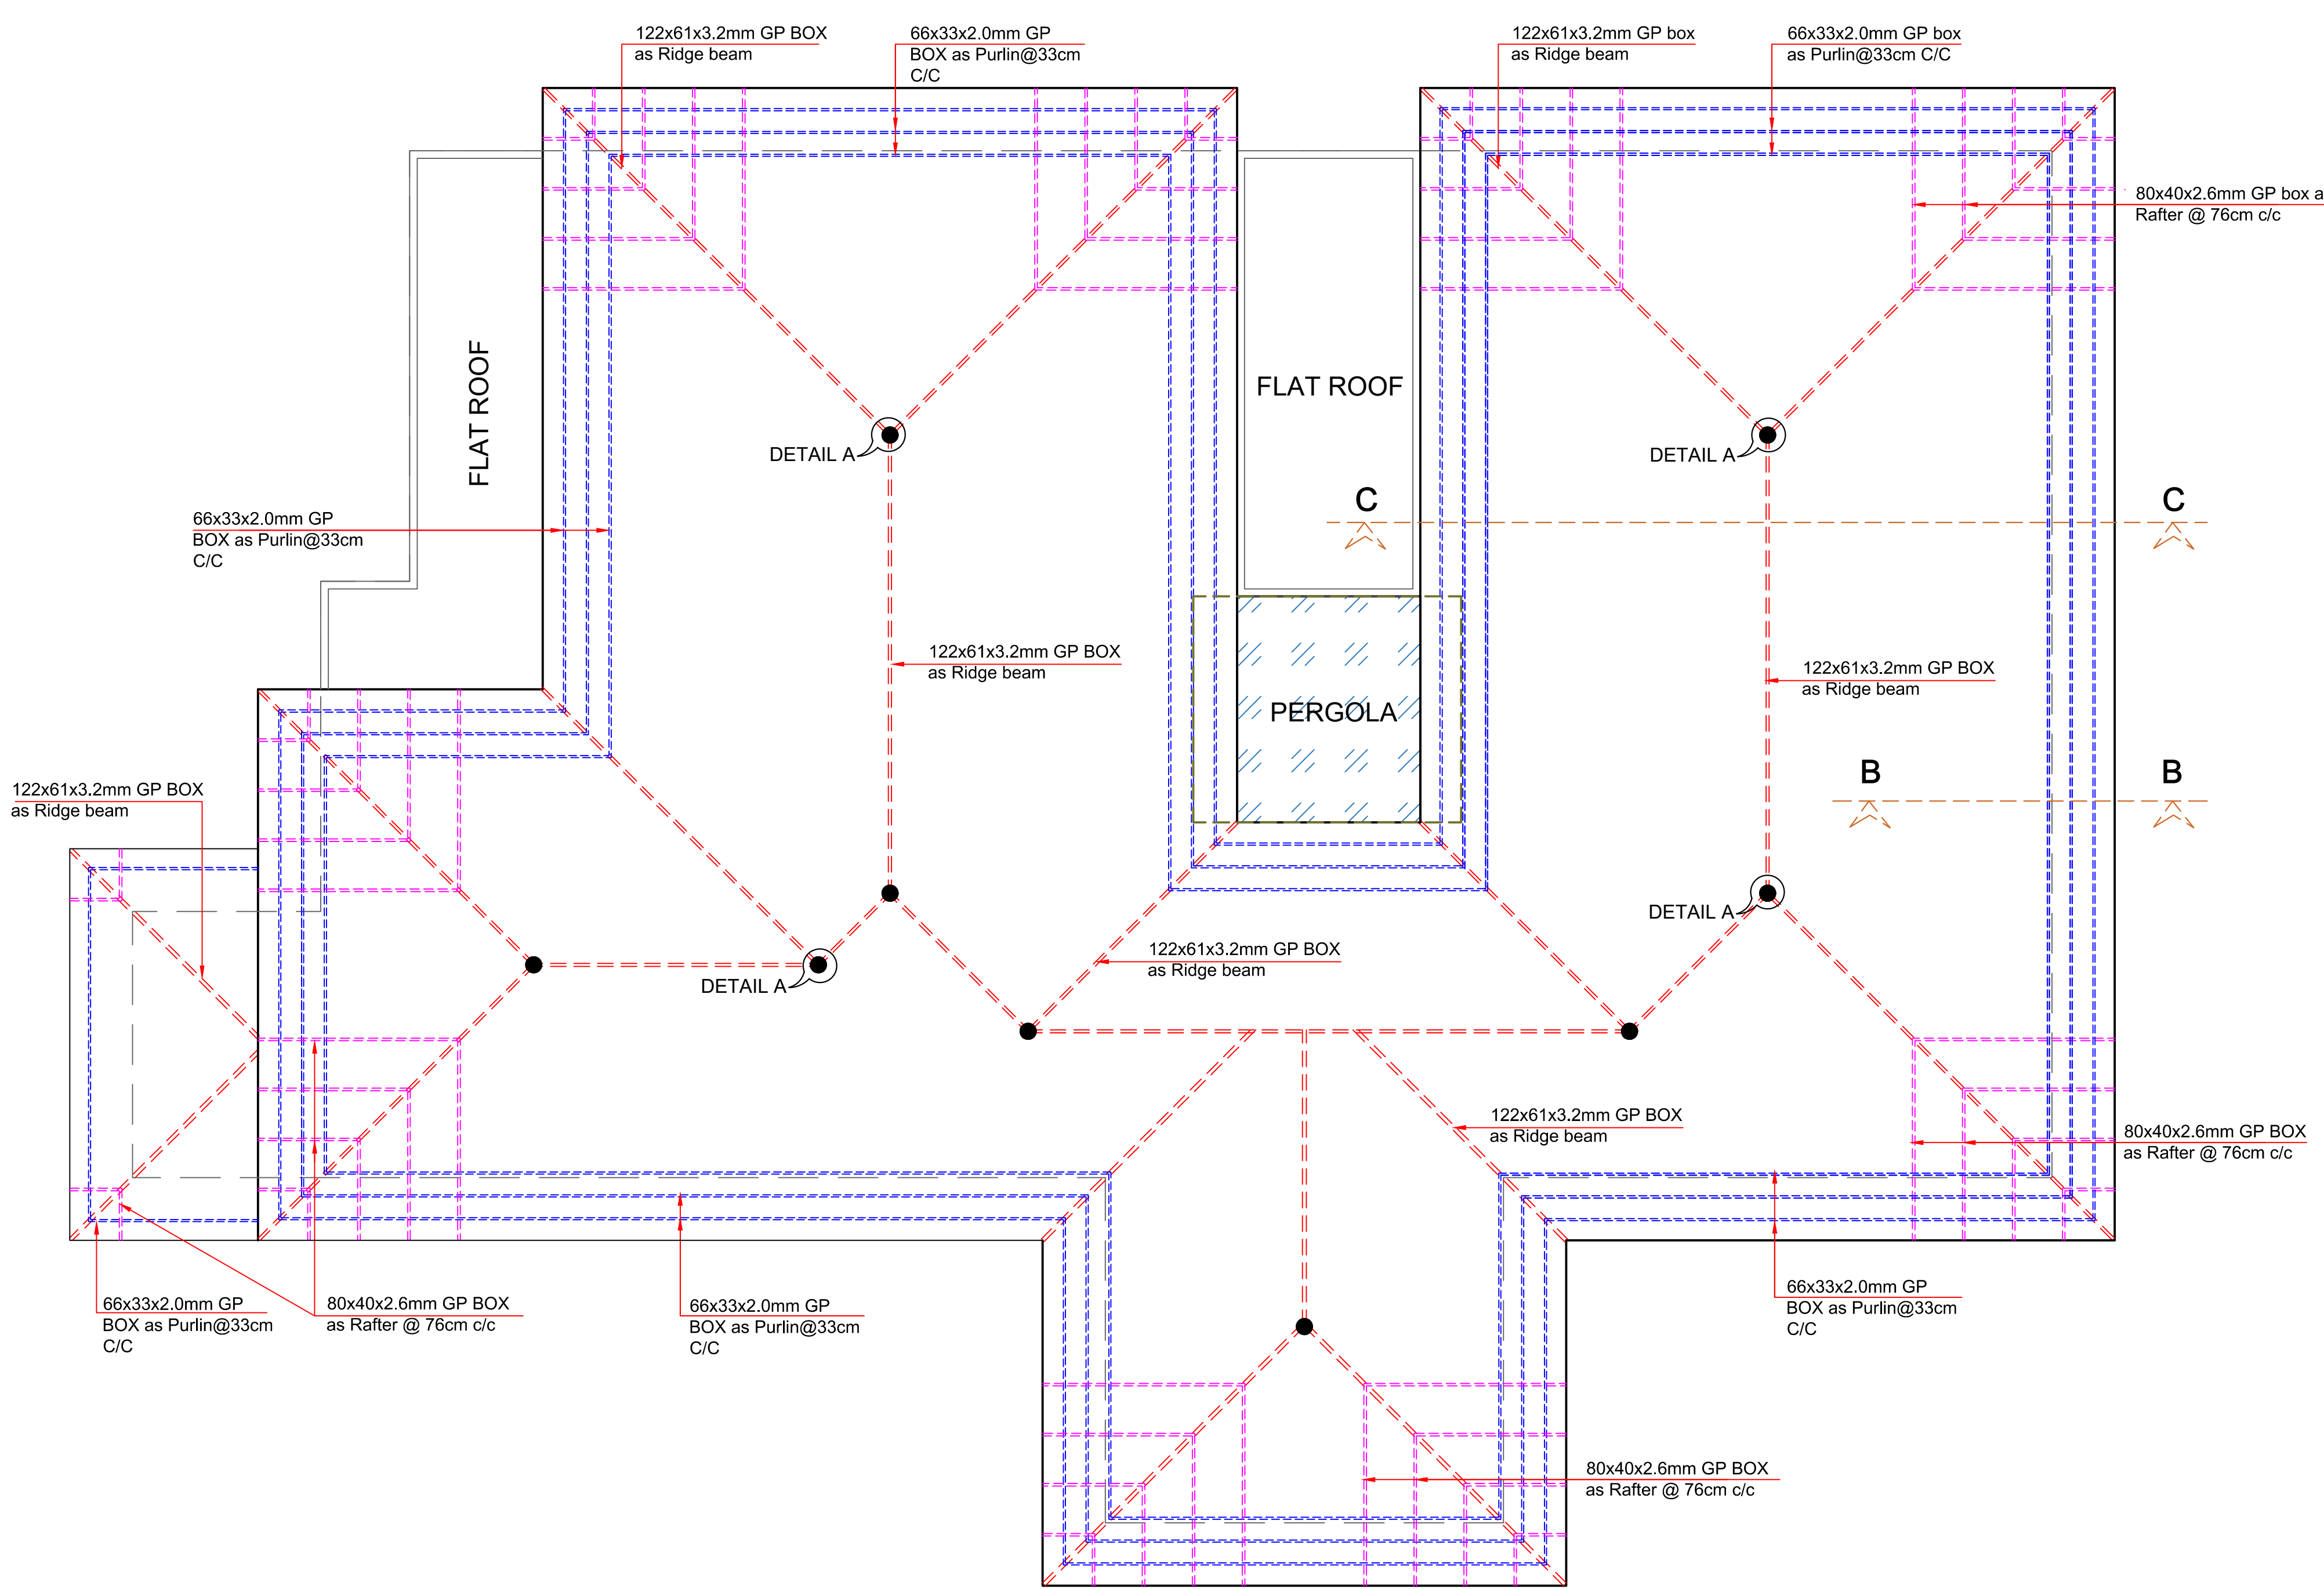 122x61x3.2mm GP BOX
as Ridge beam
66x33x2.0mm GP
BOX as Purlin@33cm
C/C
122x61x3.2mm GP box
as Ridge beam
66x33x2.0mm GP box
as Purlin@33cm C/C
80x40x2.6mm GP box a
Rafter @ 76cm c/c
FLAT ROOF
FLAT ROOF
DETAIL A
DETAIL A
C
C
66x33x2.0mm GP
BOX as Purlin@33cm
C/C
122x61x3.2mm GP BOX
as Ridge beam
122x61x3.2mm GP BOX
as Ridge beam
PERGOLA
B
B
122x61x3.2mm GP BOX
as Ridge beam
DETAIL A
122x61x3.2mm GP BOX
as Ridge beam
DETAIL A
122x61x3.2mm GP BOX
as Ridge beam
80x40x2.6mm GP BOX
as Rafter @ 76cm c/c
66x33x2.0mm GP
BOX as Purlin@33cm
C/C
80x40x2.6mm GP BOX
as Rafter @ 76cm c/c
66x33x2.0mm GP
BOX as Purlin@33cm
C/C
66x33x2.0mm GP
BOX as Purlin@33cm
C/C
80x40x2.6mm GP BOX
as Rafter @ 76cm c/c